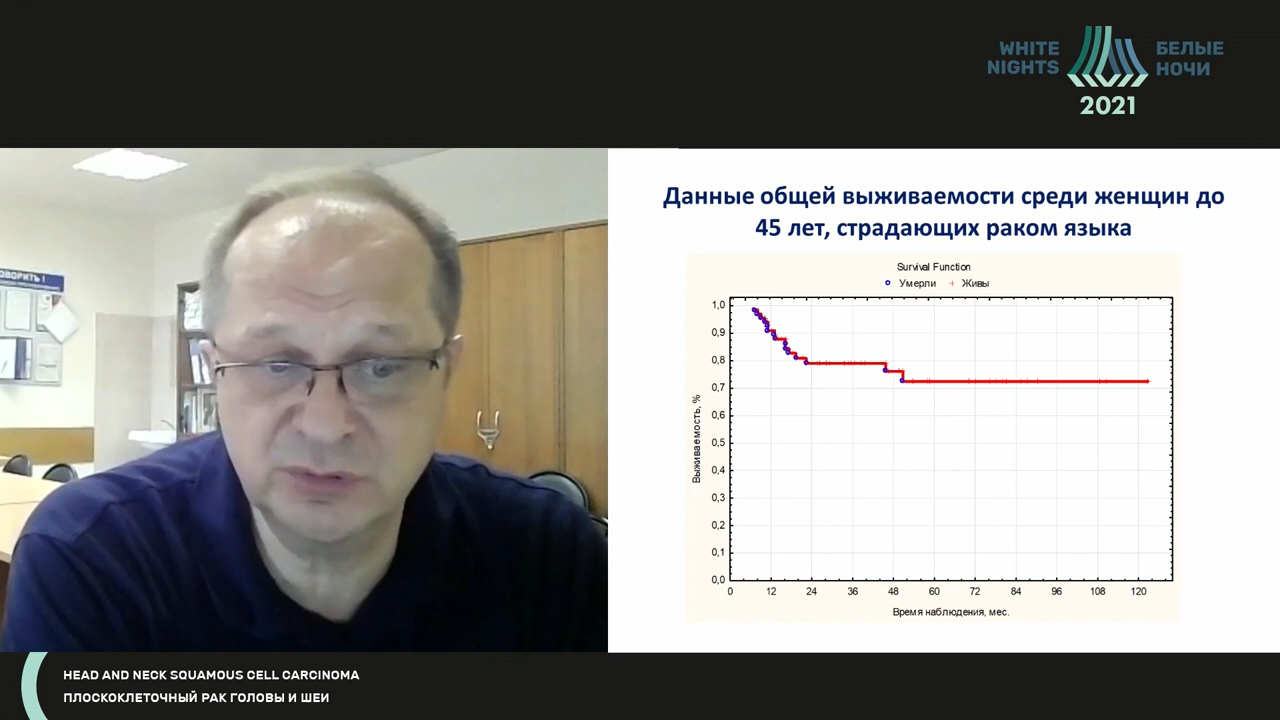 WHITE
NIGHTS
БЕЛЫЕ
НОЧИ
2021
ОВОРИТЬ !
Данные общей выживаемости среди женщин до
45 лет, страдающих раком языка
Survival Function
Умерли Живы
1,0
0,9
0,8
0,7
0,6
0,5
0,4
0,3
0,2
0,1
0,0
Выживаемость, %
0 12 24 36 48 60 72 84 96 108 120
Время наблюдения, мес.
HEAD AND NECK SQUAMOUS CELL CARCINOMA
ПЛОСКОКЛЕТОЧНЫЙ РАК ГОЛОВЫ И ШЕИ